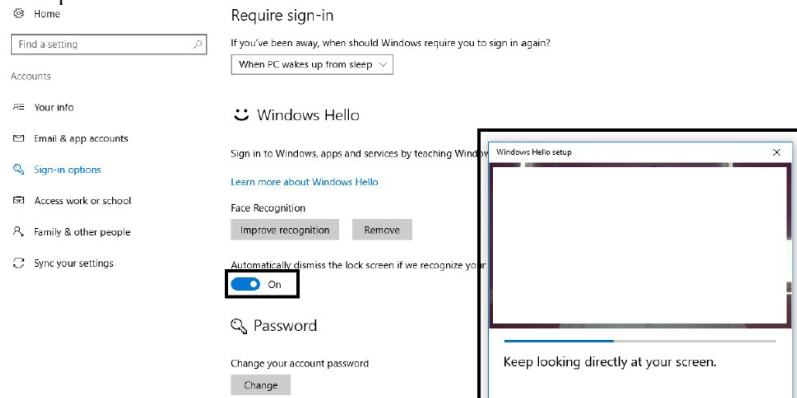 Home
Find a setting
Accounts
Your info
Email & app accounts
Sign-in options
Access work or school
Family & other people
Sync your settings
Require sign-in
If you've been away, when should Windows require you to sign in again?
When PC wakes up from sleep
Windows Hello
Sign in to Windows, apps and services by teaching
Learn more about Windows Hello
Face Recognition
Improve recognition Remove
Automatically dismiss the lock screen if we recognize your
On
Password
Change your account password
Change
Windows Hello setup
Keep looking directly at your screen.